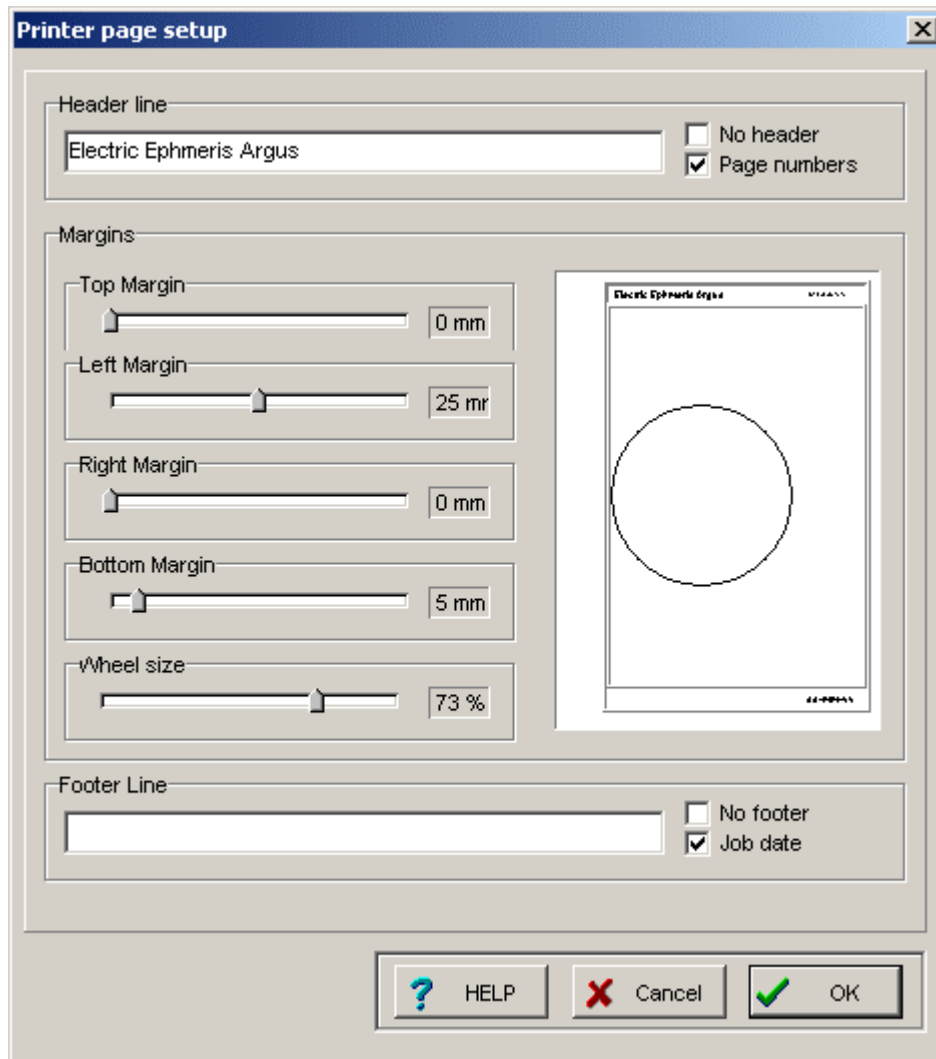 Printer page setup
Header line
Electric Ephmeris Argus
No header
Page numbers
Margins
Top Margin
0 mm
Left Margin
25 mr
Right Margin
0 mm
Bottom Margin
5 mm
Wheel size
73 %
Electric Ephmeris Argus
Footer Line
No footer
Job date
HELP
Cancel
OK